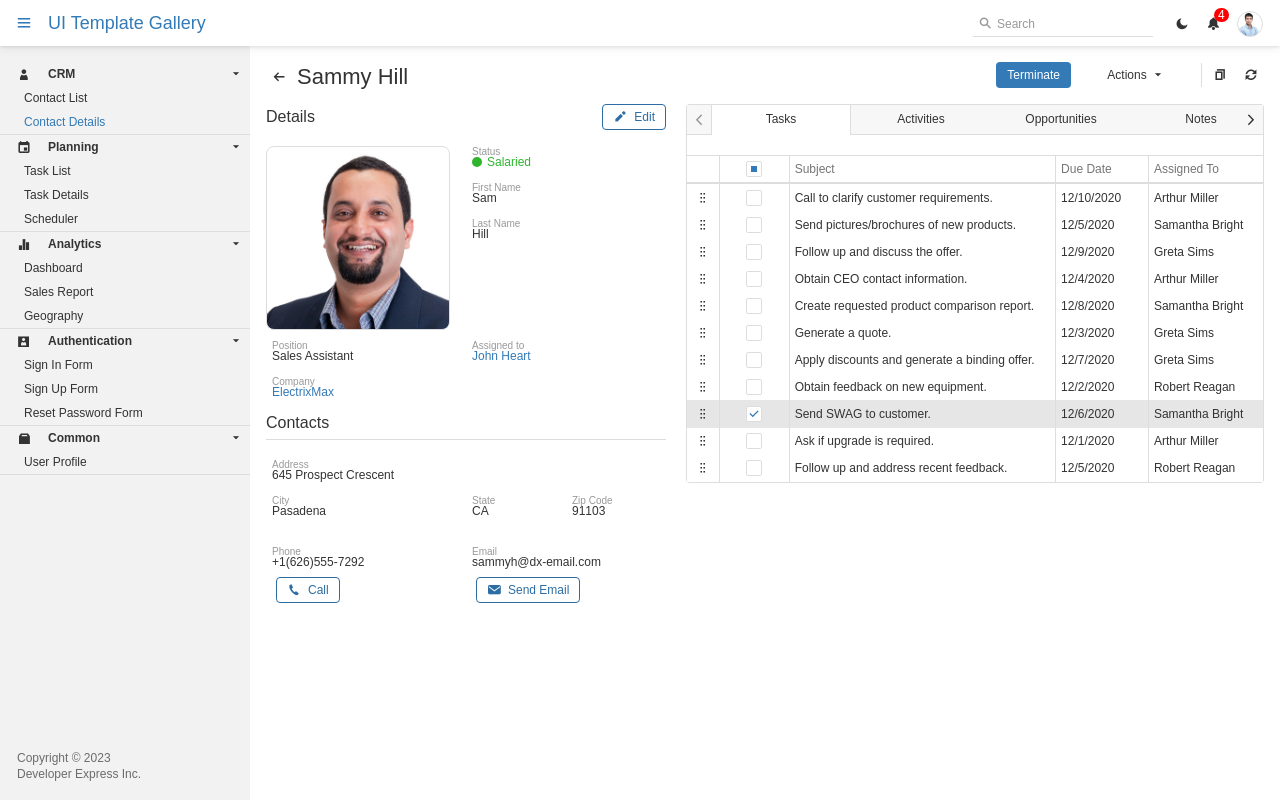 UI Template Gallery
Search
4
CRM
Contact List
Contact Details
Planning
Task List
Task Details
Scheduler
Analytics
Dashboard
Sales Report
Geography
Authentication
Sign In Form
Sign Up Form
Reset Password Form
Common
User Profile
Copyright © 2023
Developer Express Inc.
Sammy Hill
Terminate
Actions
Details
Edit
Status
Salaried
First Name
Sam
Last Name
Hill
Position
Sales Assistant
Assigned to
John Heart
Company
ElectrixMax
Contacts
Address
645 Prospect Crescent
City
Pasadena
State
CA
Zip Code
91103
Phone
+1(626)555-7292
Email
sammyh@dx-email.com
Call
Send Email
Tasks Activities Opportunities Notes
Subject Due Date Assigned To
Call to clarify customer requirements. 12/10/2020 Arthur Miller
Send pictures/brochures of new products. 12/5/2020 Samantha Bright
Follow up and discuss the offer. 12/9/2020 Greta Sims
Obtain CEO contact information. 12/4/2020 Arthur Miller
Create requested product comparison report. 12/8/2020 Samantha Bright
Generate a quote. 12/3/2020 Greta Sims
Apply discounts and generate a binding offer. 12/7/2020 Greta Sims
Obtain feedback on new equipment. 12/2/2020 Robert Reagan
Send SWAG to customer. 12/6/2020 Samantha Bright
Ask if upgrade is required. 12/1/2020 Arthur Miller
Follow up and address recent feedback. 12/5/2020 Robert Reagan